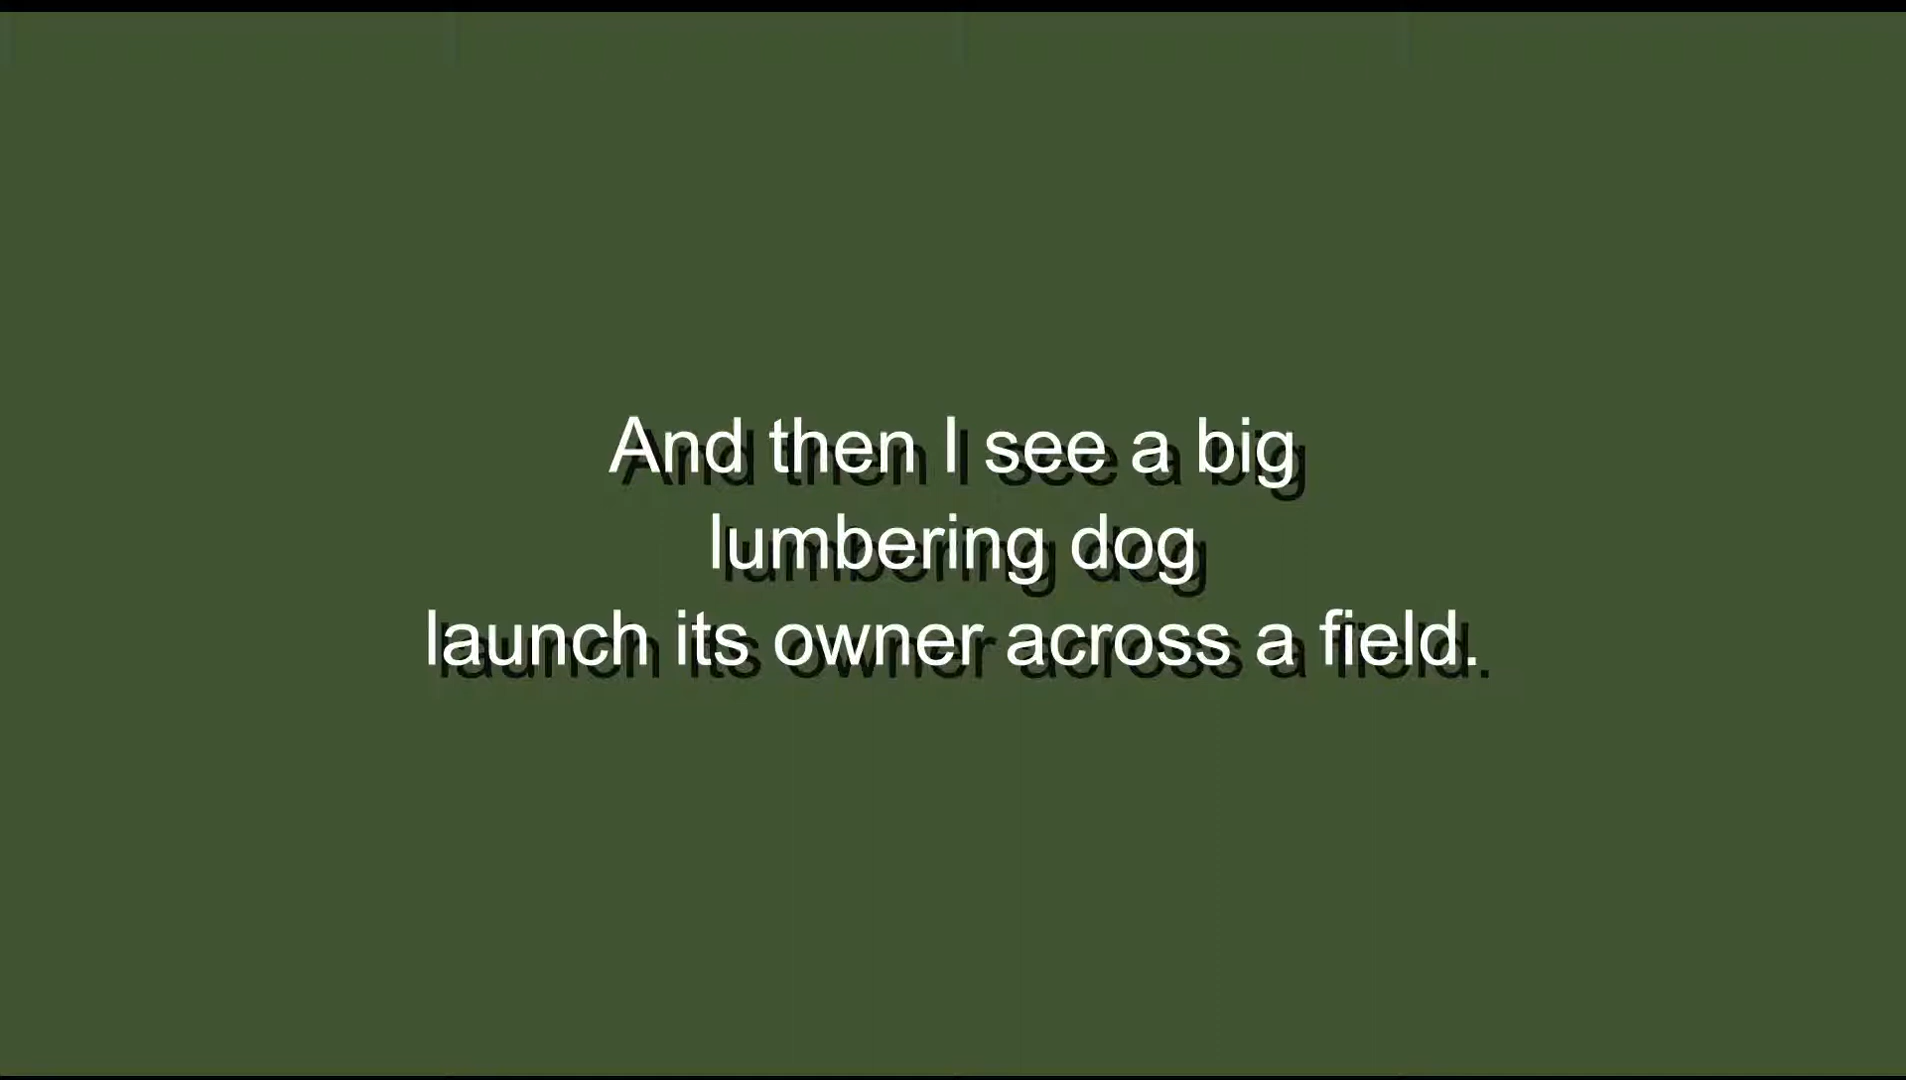 And then I see a big
lumbering dog
launch its owner across a field.